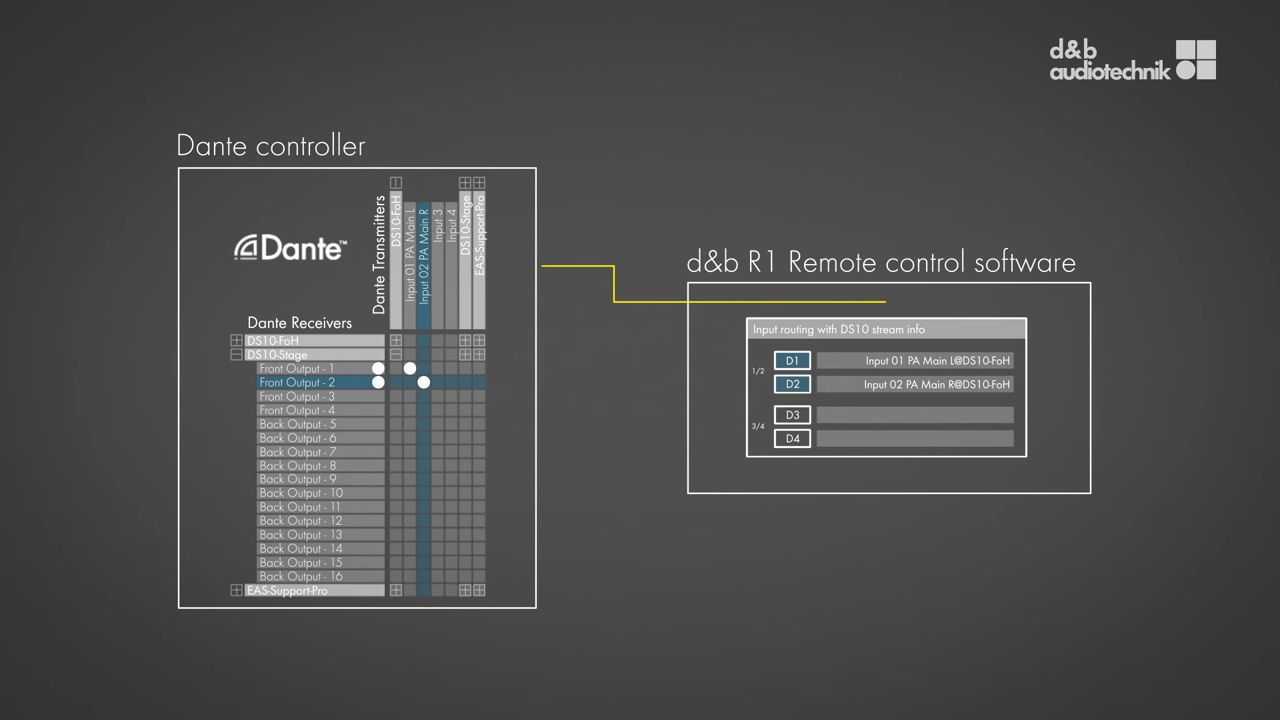 d&b
audiotechnik
Dante controller
Dante™
Dante Transmitters
DS10-FoH
Input 01 PA Main L
Input 02 PA Main R
Input 3
Input 4
DS10-Stage
EAS-Support-Pro
Dante Receivers
DS10-FoH
DS10-Stage
Front Output - 1
Front Output - 2
Front Output - 3
Front Output - 4
Back Output - 5
Back Output - 6
Back Output - 7
Back Output - 8
Back Output - 9
Back Output - 10
Back Output - 11
Back Output - 12
Back Output - 13
Back Output - 14
Back Output - 15
Back Output - 16
EAS-Support-Pro
d&b R1 Remote control software
Input routing with DS10 stream info
1/2
D1 Input 01 PA Main L@DS10-FoH
D2 Input 02 PA Main R@DS10-FoH
3/4
D3
D4